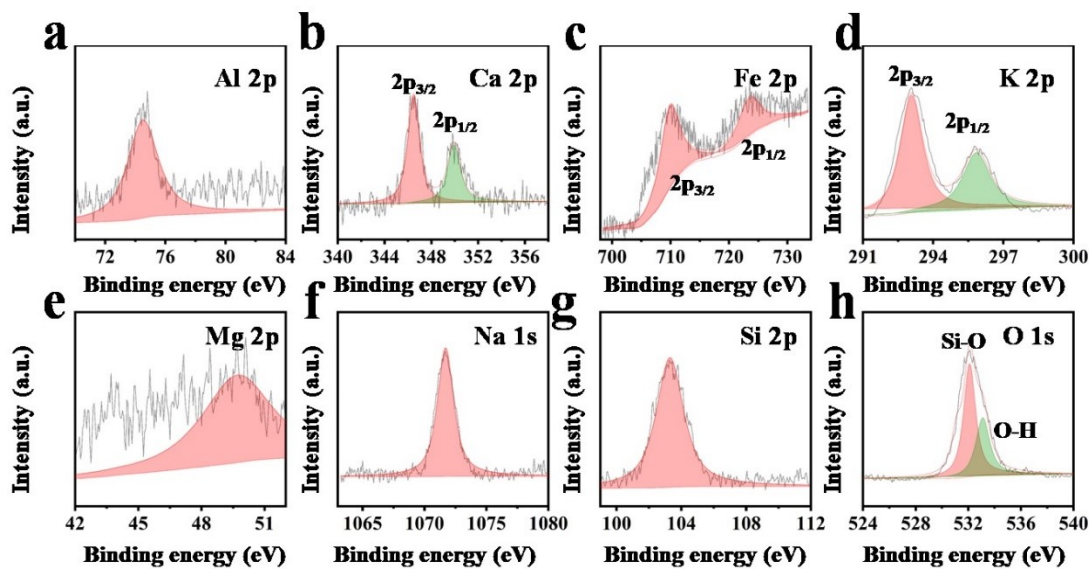 a
Al 2p
Intensity (a.u.)
72 76 80 84
Binding energy (eV)
b
Ca 2p
2p3/2
2p1/2
Intensity (a.u.)
340 344 348 352 356
Binding energy (eV)
c
Fe 2p
2p3/2
2p1/2
Intensity (a.u.)
700 710 720 730
Binding energy (eV)
d
K 2p
2p3/2
2p1/2
Intensity (a.u.)
291 294 297 300
Binding energy (eV)
e
Mg 2p
Intensity (a.u.)
42 45 48 51
Binding energy (eV)
f
Na 1s
Intensity (a.u.)
1065 1070 1075 1080
Binding energy (eV)
g
Si 2p
Intensity (a.u.)
100 104 108 112
Binding energy (eV)
h
O 1s
Si-O
O-H
Intensity (a.u.)
524 528 532 536 540
Binding energy (eV)